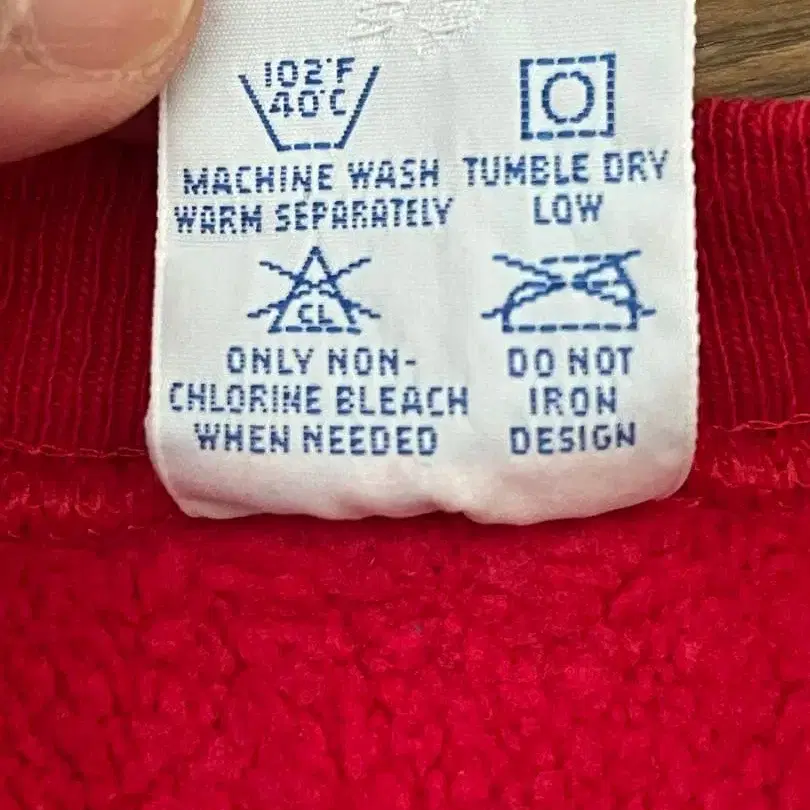 102°F
40°C
MACHINE WASH
WARM SEPARATELY
TUMBLE DRY
LOW
CL
ONLY NON-
CHLORINE BLEACH
WHEN NEEDED
DO NOT
IRON
DESIGN